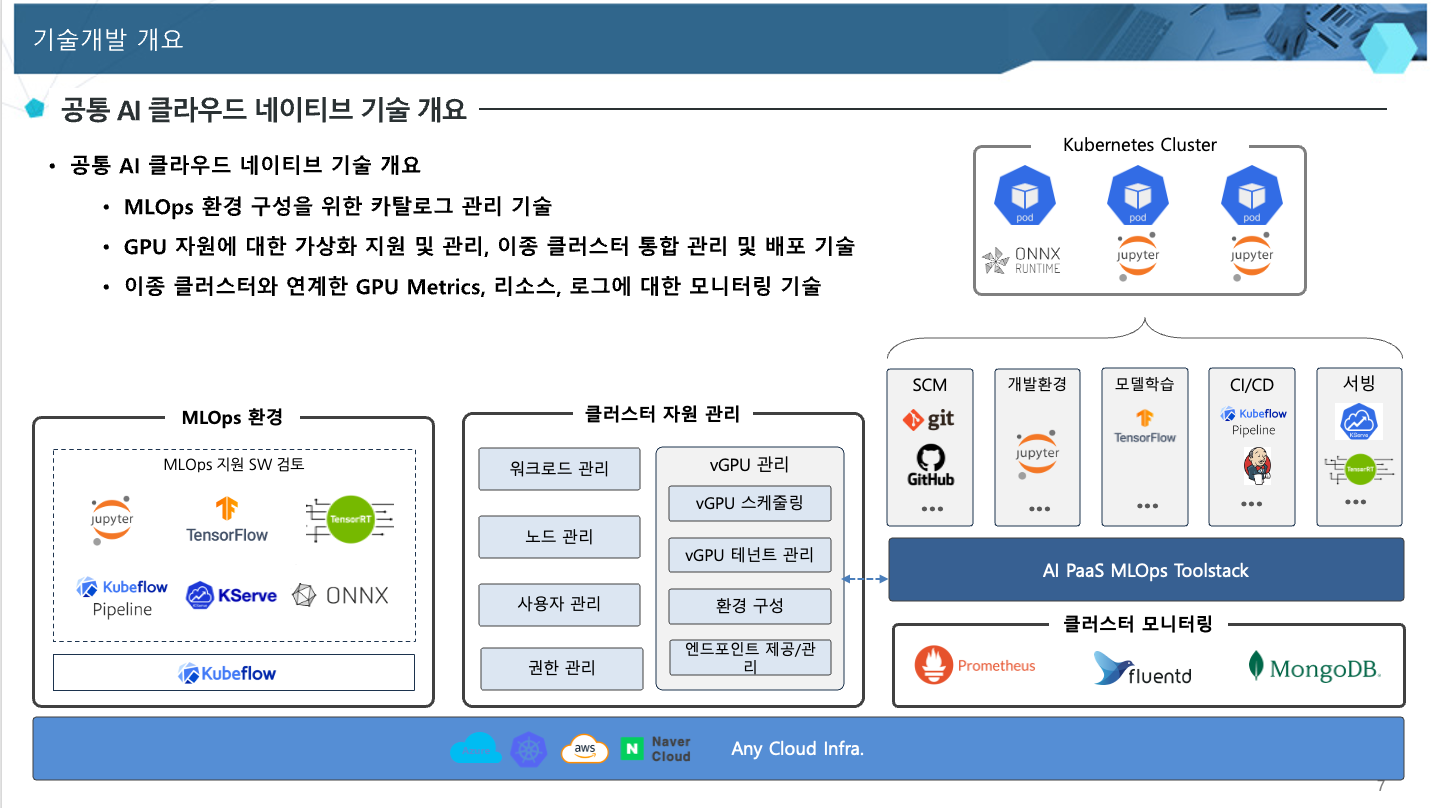 기술개발 개요
공통 AI 클라우드 네이티브 기술 개요
• 공통 AI 클라우드 네이티브 기술 개요
• MLOps 환경 구성을 위한 카탈로그 관리 기술
• GPU 자원에 대한 가상화 지원 및 관리, 이종 클러스터 통합 관리 및 배포 기술
• 이종 클러스터와 연계한 GPU Metrics, 리소스, 로그에 대한 모니터링 기술
Kubernetes Cluster
pod
pod
pod
ONNX
RUNTIME
jupyter
jupyter
MLOps 환경
MLOps 지원 SW 검토
jupyter
TensorFlow
TensorRT
Kubeflow
Pipeline
KServe
KServe
ONNX
Kubeflow
클러스터 자원 관리
워크로드 관리
노드 관리
사용자 관리
권한 관리
vGPU 관리
vGPU 스케줄링
vGPU 테넌트 관리
환경 구성
엔드포인트 제공/관
리
SCM
git
GitHub
•••
개발환경
jupyter
•••
모델학습
TensorFlow
•••
CI/CD
Kubeflow
Pipeline
•••
서빙
KServe
TensorRT
•••
AI PaaS MLOps Toolstack
클러스터 모니터링
Prometheus
fluentd
MongoDB.
aws
N
Naver
Cloud
Any Cloud Infra.
7